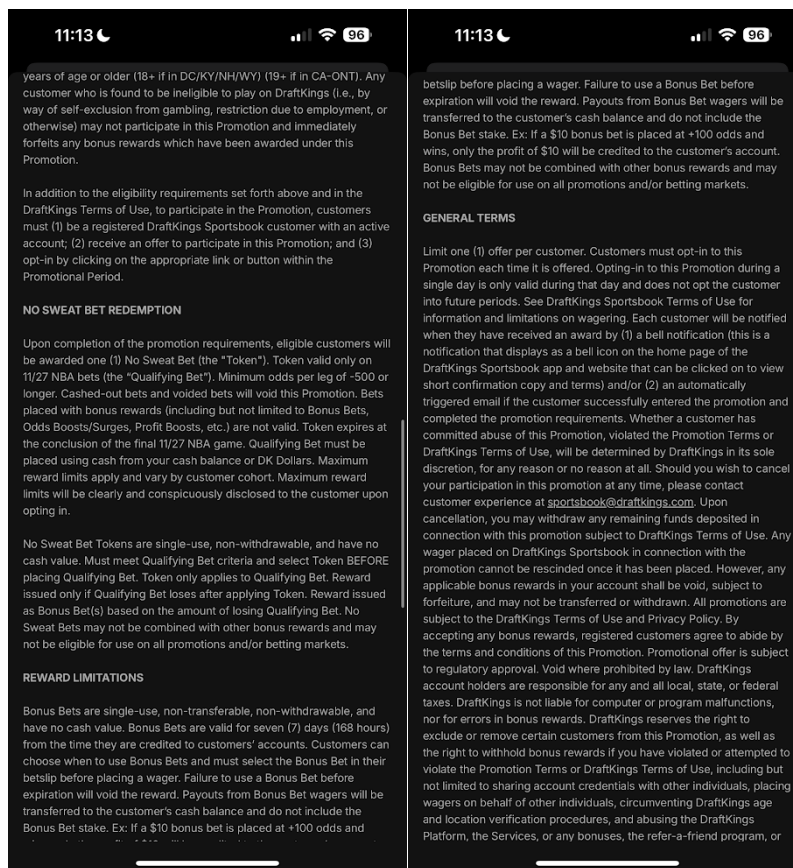 11:13
96
years of age or older (18+ if in DC/KY/NH/WY) (19+ if in CA-ONT). Any
customer who is found to be ineligible to play on DraftKings (i.e., by
way of self-exclusion from gambling, restriction due to employment, or
otherwise) may not participate in this Promotion and immediately
forfeits any bonus rewards which have been awarded under this
Promotion.
In addition to the eligibility requirements set forth above and in the
DraftKings Terms of Use, to participate in the Promotion, customers
must (1) be a registered DraftKings Sportsbook customer with an active
account; (2) receive an offer to participate in this Promotion; and (3)
opt-in by clicking on the appropriate link or button within the
Promotional Period.
NO SWEAT BET REDEMPTION
Upon completion of the promotion requirements, eligible customers will
be awarded one (1) No Sweat Bet (the "Token"). Token valid only on
11/27 NBA bets (the “Qualifying Bet”). Minimum odds per leg of -500 or
longer. Cashed-out bets and voided bets will void this Promotion. Bets
placed with bonus rewards (including but not limited to Bonus Bets,
Odds Boosts/Surges, Profit Boosts, etc.) are not valid. Token expires at
the conclusion of the final 11/27 NBA game. Qualifying Bet must be
placed using cash from your cash balance or DK Dollars. Maximum
reward limits apply and vary by customer cohort. Maximum reward
limits will be clearly and conspicuously disclosed to the customer upon
opting in.
No Sweat Bet Tokens are single-use, non-withdrawable, and have no
cash value. Must meet Qualifying Bet criteria and select Token BEFORE
placing Qualifying Bet. Token only applies to Qualifying Bet. Reward
issued only if Qualifying Bet loses after applying Token. Reward issued
as Bonus Bet(s) based on the amount of losing Qualifying Bet. No
Sweat Bets may not be combined with other bonus rewards and may
not be eligible for use on all promotions and/or betting markets.
REWARD LIMITATIONS
Bonus Bets are single-use, non-transferable, non-withdrawable, and
have no cash value. Bonus Bets are valid for seven (7) days (168 hours)
from the time they are credited to customers’ accounts. Customers can
choose when to use Bonus Bets and must select the Bonus Bet in their
betslip before placing a wager. Failure to use a Bonus Bet before
expiration will void the reward. Payouts from Bonus Bet wagers will be
transferred to the customer’s cash balance and do not include the
Bonus Bet stake. Ex: If a $10 bonus bet is placed at +100 odds and
11:13
96
betslip before placing a wager. Failure to use a Bonus Bet before
expiration will void the reward. Payouts from Bonus Bet wagers will be
transferred to the customer’s cash balance and do not include the
Bonus Bet stake. Ex: If a $10 bonus bet is placed at +100 odds and
wins, only the profit of $10 will be credited to the customer’s account.
Bonus Bets may not be combined with other bonus rewards and may
not be eligible for use on all promotions and/or betting markets.
GENERAL TERMS
Limit one (1) offer per customer. Customers must opt-in to this
Promotion each time it is offered. Opting-in to this Promotion during a
single day is only valid during that day and does not opt the customer
into future periods. See DraftKings Sportsbook Terms of Use for
information and limitations on wagering. Each customer will be notified
when they have received an award by (1) a bell notification (this is a
notification that displays as a bell icon on the home page of the
DraftKings Sportsbook app and website that can be clicked on to view
short confirmation copy and terms) and/or (2) an automatically
triggered email if the customer successfully entered the promotion and
completed the promotion requirements. Whether a customer has
committed abuse of this Promotion, violated the Promotion Terms or
DraftKings Terms of Use, will be determined by DraftKings in its sole
discretion, for any reason or no reason at all. Should you wish to cancel
your participation in this promotion at any time, please contact
customer experience at sportsbook@draftkings.com. Upon
cancellation, you may withdraw any remaining funds deposited in
connection with this promotion subject to DraftKings Terms of Use. Any
wager placed on DraftKings Sportsbook in connection with the
promotion cannot be rescinded once it has been placed. However, any
applicable bonus rewards in your account shall be void, subject to
forfeiture, and may not be transferred or withdrawn. All promotions are
subject to the DraftKings Terms of Use and Privacy Policy. By
accepting any bonus rewards, registered customers agree to abide by
the terms and conditions of this Promotion. Promotional offer is subject
to regulatory approval. Void where prohibited by law. DraftKings
account holders are responsible for any and all local, state, or federal
taxes. DraftKings is not liable for computer or program malfunctions,
nor for errors in bonus rewards. DraftKings reserves the right to
exclude or remove certain customers from this Promotion, as well as
the right to withhold bonus rewards if you have violated or attempted to
violate the Promotion Terms or DraftKings Terms of Use, including but
not limited to sharing account credentials with other individuals, placing
wagers on behalf of other individuals, circumventing DraftKings age
and location verification procedures, and abusing the DraftKings
Platform, the Services, or any bonuses, the refer-a-friend program, or